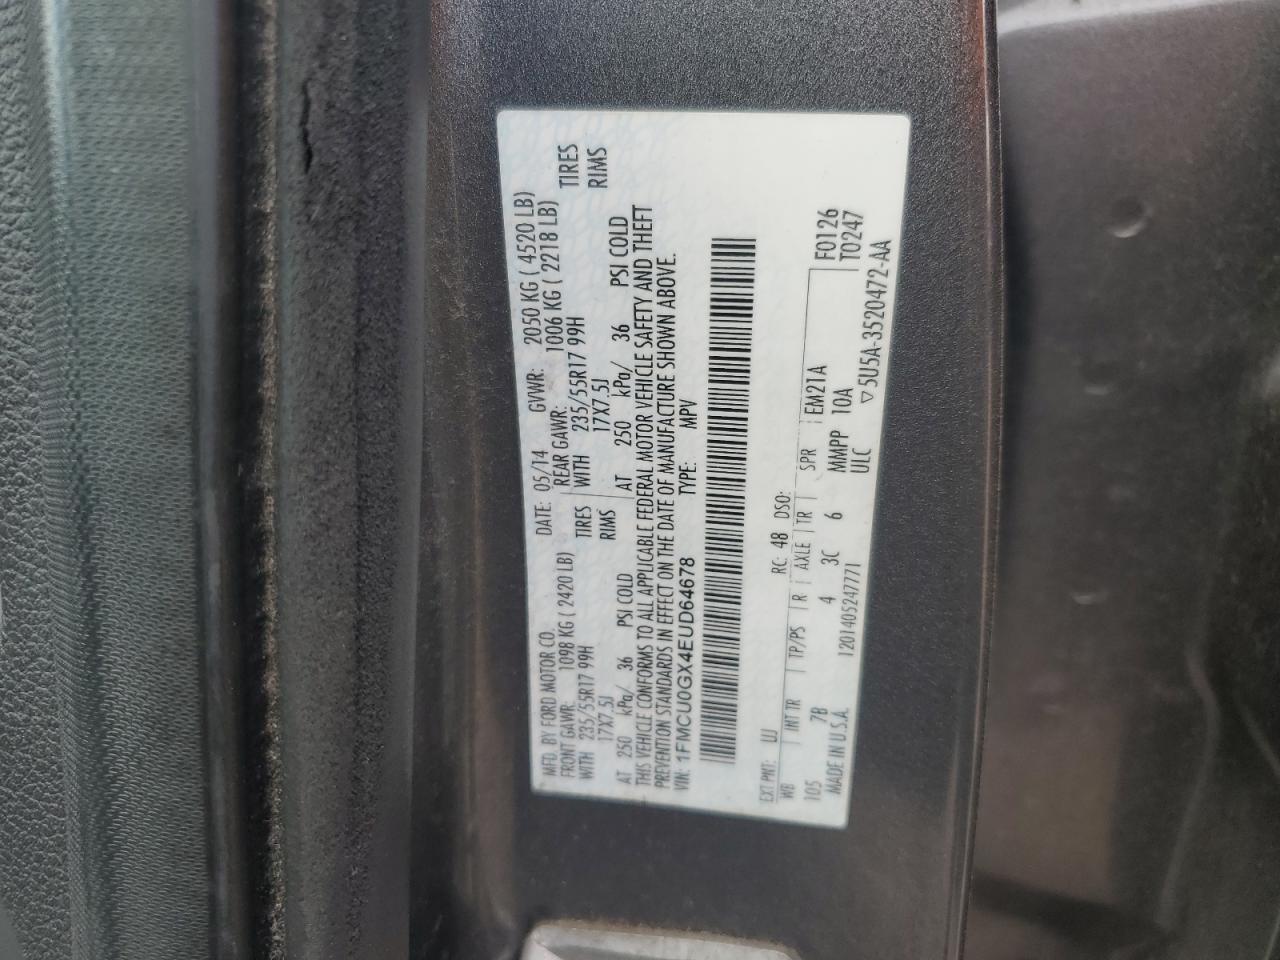 MFD. BY FORD MOTOR CO.
DATE: 05/14 GVWR: 2050 KG ( 4520 LB)
FRONT GAWR: 1098 KG ( 2420 LB) REAR GAWR: 1006 KG ( 2218 LB)
WITH 235/55R17 99H TIRES WITH 235/55R17 99H TIRES
17X7.5J RIMS 17X7.5J RIMS
AT 250 kPa/ 36 PSI COLD AT 250 kPa/ 36 PSI COLD
THIS VEHICLE CONFORMS TO ALL APPLICABLE FEDERAL MOTOR VEHICLE SAFETY AND THEFT
PREVENTION STANDARDS IN EFFECT ON THE DATE OF MANUFACTURE SHOWN ABOVE.
VIN: 1FMCU0GX4EUD64678 TYPE: MPV
EXT PNT: UJ RC: 48 DSO: F0126
WB INT TR TP/PS R AXLE TR SPR EM21A T0247
105 7B 4 3C 6 MMPP 10A
MADE IN U.S.A. 1201405247771 ULC
▽5U5A-3520472-AA